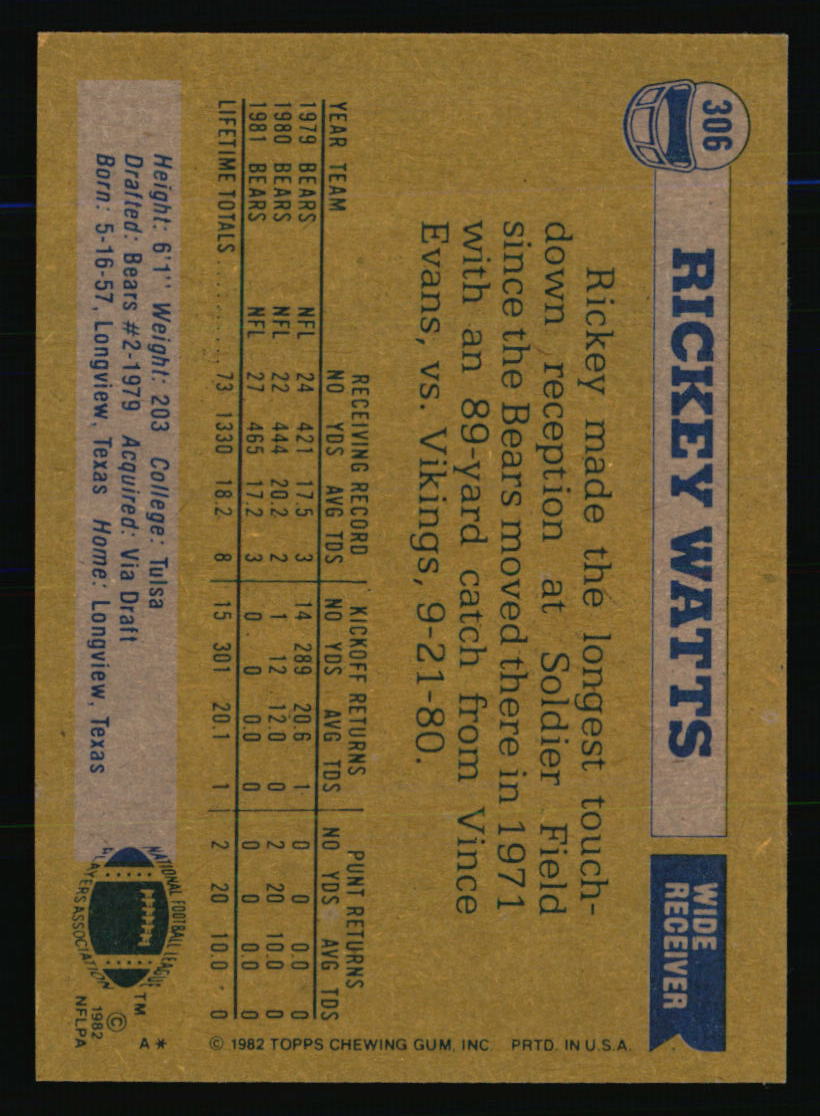 306
RICKEY WATTS
WIDE
RECEIVER
Rickey made the longest touch-
down reception at Soldier Field
since the Bears moved there in 1971
with an 89-yard catch from Vince
Evans, vs. Vikings, 9-21-80.
RECEIVING RECORD KICKOFF RETURNS PUNT RETURNS
YEAR TEAM NO YDS AVG TDS NO YDS AVG TDS NO YDS AVG TDS
1979 BEARS NFL 24 421 17.5 3 14 289 20.6 1 0 0 0.0 0
1980 BEARS NFL 22 444 20.2 2 1 12 12.0 0 2 20 10.0 0
1981 BEARS NFL 27 465 17.2 3 0 0 0.0 0 0 0 0.0 0
LIFETIME TOTALS ......... 73 1330 18.2 8 15 301 20.1 1 2 20 10.0 0
Height: 6'1'' Weight: 203 College: Tulsa
Drafted: Bears #2-1979 Acquired: Via Draft
Born: 5-16-57, Longview, Texas Home: Longview, Texas
NATIONAL FOOTBALL LEAGUE
PLAYERS ASSOCIATION
TM
©
1982
NFLPA
A*
© 1982 TOPPS CHEWING GUM, INC. PRTD. IN U.S.A.